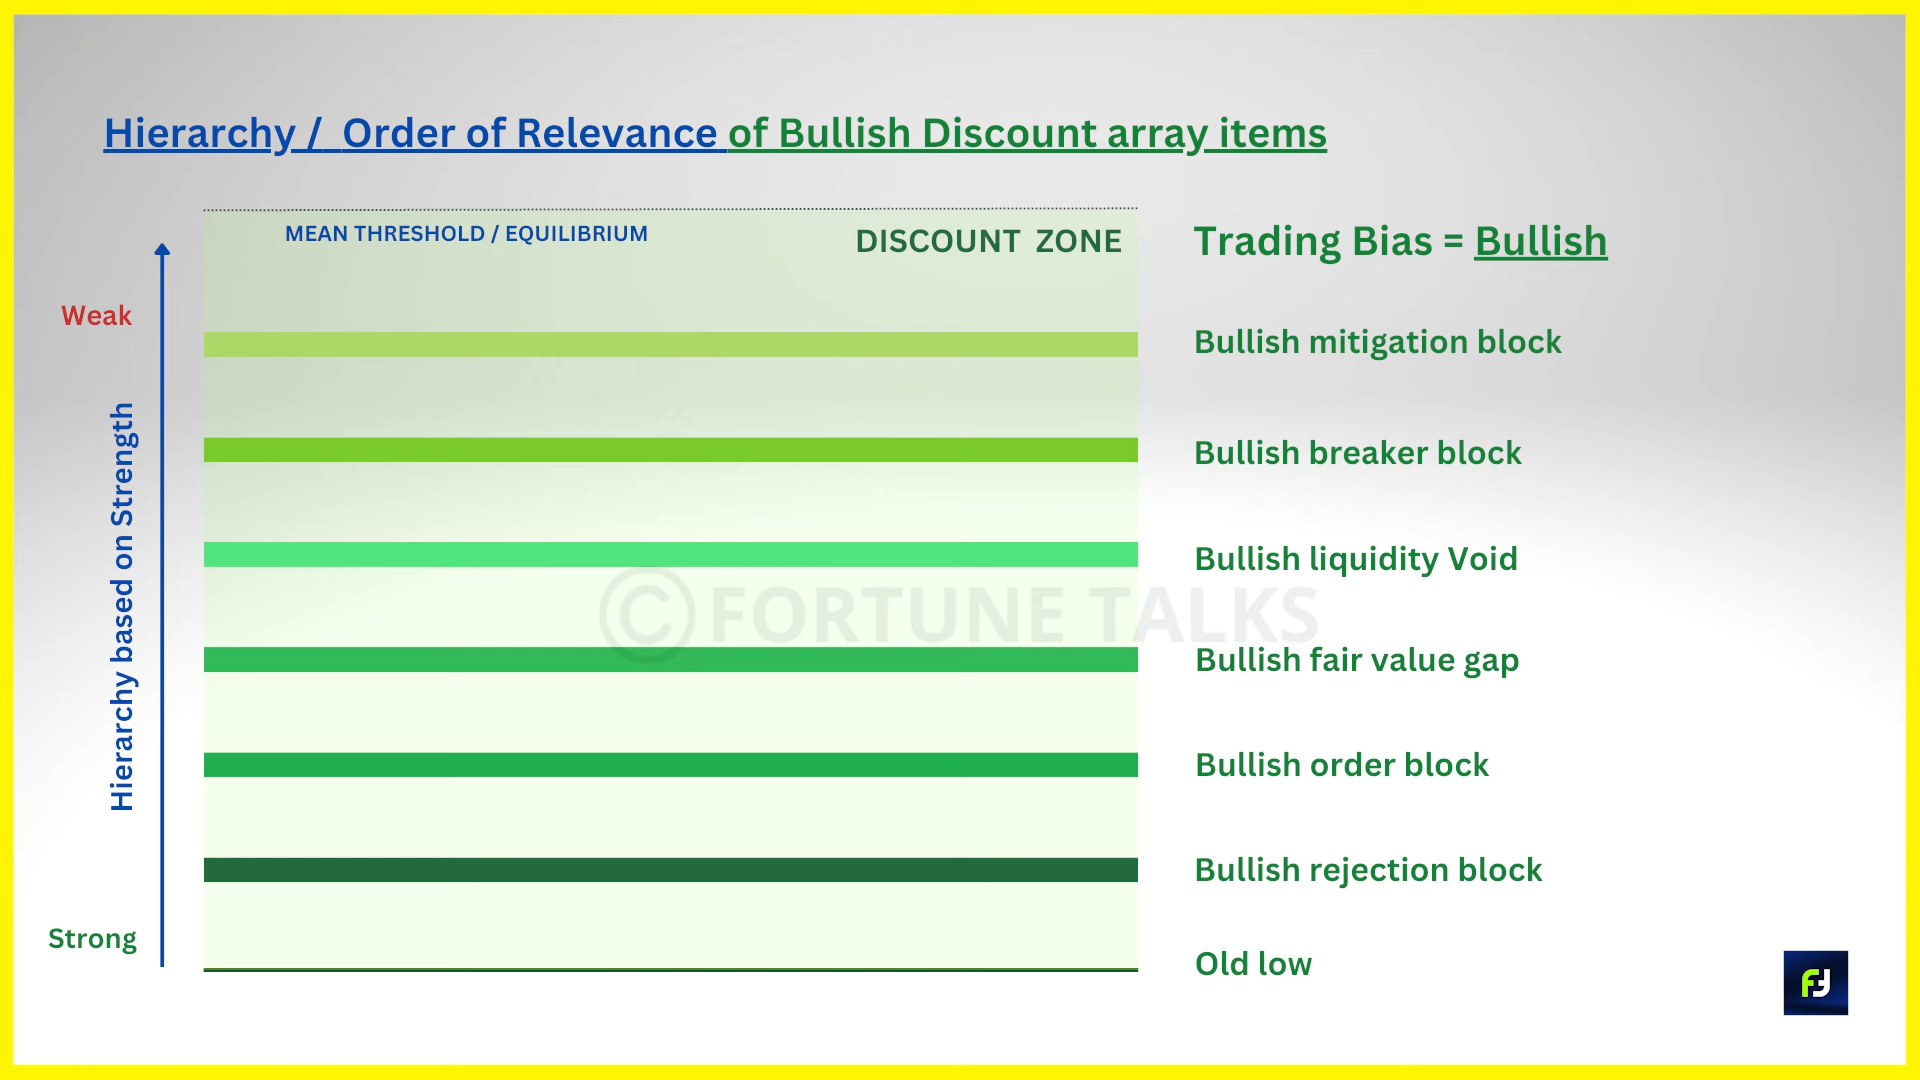 Hierarchy / Order of Relevance of Bullish Discount array items
MEAN THRESHOLD / EQUILIBRIUM
DISCOUNT ZONE
Trading Bias = Bullish
Weak
Bullish mitigation block
Hierarchy based on Strength
Bullish breaker block
Bullish liquidity Void
© FORTUNE TALKS
Bullish fair value gap
Bullish order block
Bullish rejection block
Strong
Old low